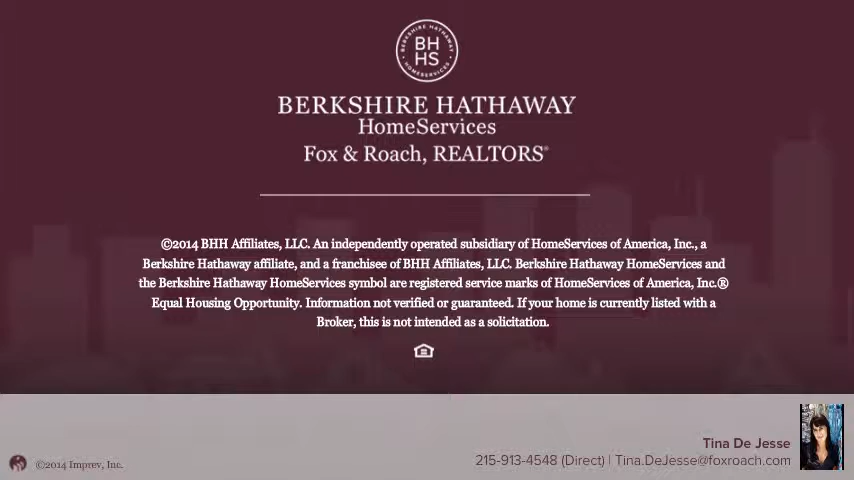 BERKSHIRE HATHAWAY
HOMESERVICES
BH
HS
BERKSHIRE HATHAWAY
HomeServices
Fox & Roach, REALTORS®
©2014 BHH Affiliates, LLC. An independently operated subsidiary of HomeServices of America, Inc., a
Berkshire Hathaway affiliate, and a franchisee of BHH Affiliates, LLC. Berkshire Hathaway HomeServices and
the Berkshire Hathaway HomeServices symbol are registered service marks of HomeServices of America, Inc.®
Equal Housing Opportunity. Information not verified or guaranteed. If your home is currently listed with a
Broker, this is not intended as a solicitation.
Tina De Jesse
215-913-4548 (Direct) | Tina.DeJesse@foxroach.com
©2014 Imprev, Inc.